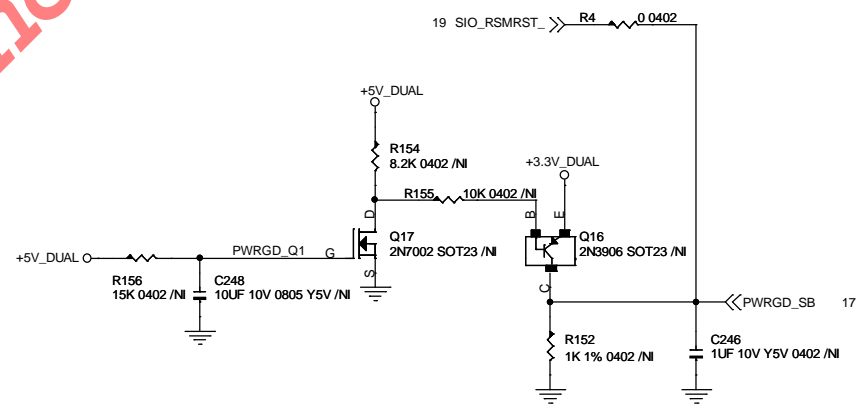 19 SIO_RSMRST_ R4 0 0402
+5V_DUAL
R154
8.2K 0402 /NI
+3.3V_DUAL
R155 10K 0402 /NI
D
B
E
Q17
2N7002 SOT23 /NI
Q16
2N3906 SOT23 /NI
+5V_DUAL
PWRGD_Q1
G
S
C
R156
15K 0402 /NI
C248
10UF 10V 0805 Y5V /NI
PWRGD_SB 17
R152
1K 1% 0402 /NI
C246
1UF 10V Y5V 0402 /NI